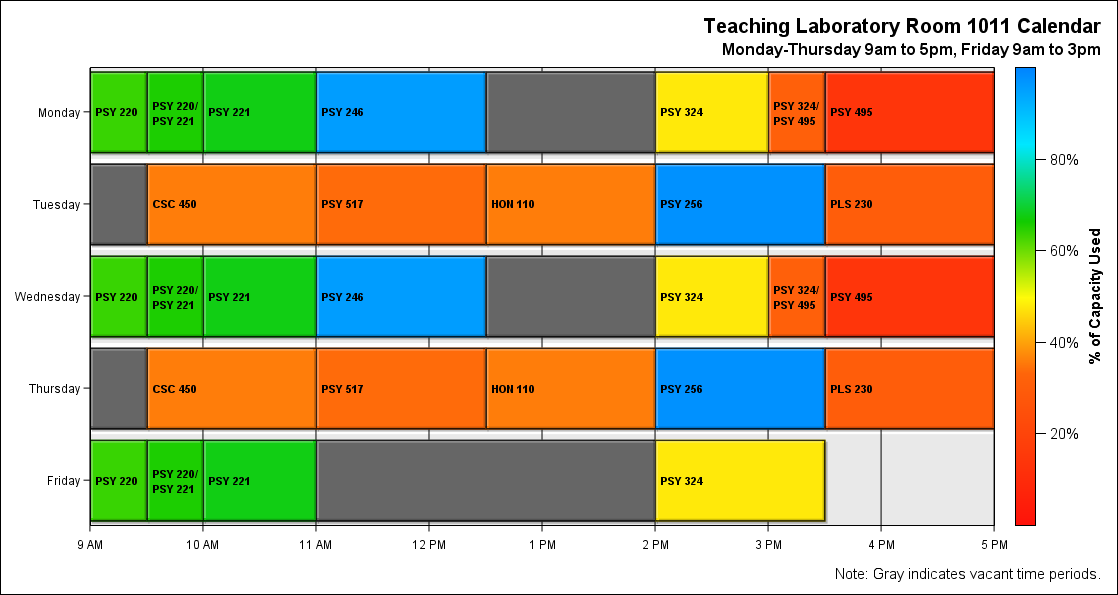 Teaching Laboratory Room 1011 Calendar
Monday-Thursday 9am to 5pm, Friday 9am to 3pm
Monday
PSY 220
PSY 220/
PSY 221
PSY 221
PSY 246
PSY 324
PSY 324/
PSY 495
PSY 495
Tuesday
CSC 450
PSY 517
HON 110
PSY 256
PLS 230
Wednesday
PSY 220
PSY 220/
PSY 221
PSY 221
PSY 246
PSY 324
PSY 324/
PSY 495
PSY 495
Thursday
CSC 450
PSY 517
HON 110
PSY 256
PLS 230
Friday
PSY 220
PSY 220/
PSY 221
PSY 221
PSY 324
9 AM
10 AM
11 AM
12 PM
1 PM
2 PM
3 PM
4 PM
5 PM
80%
60%
40%
20%
% of Capacity Used
Note: Gray indicates vacant time periods.